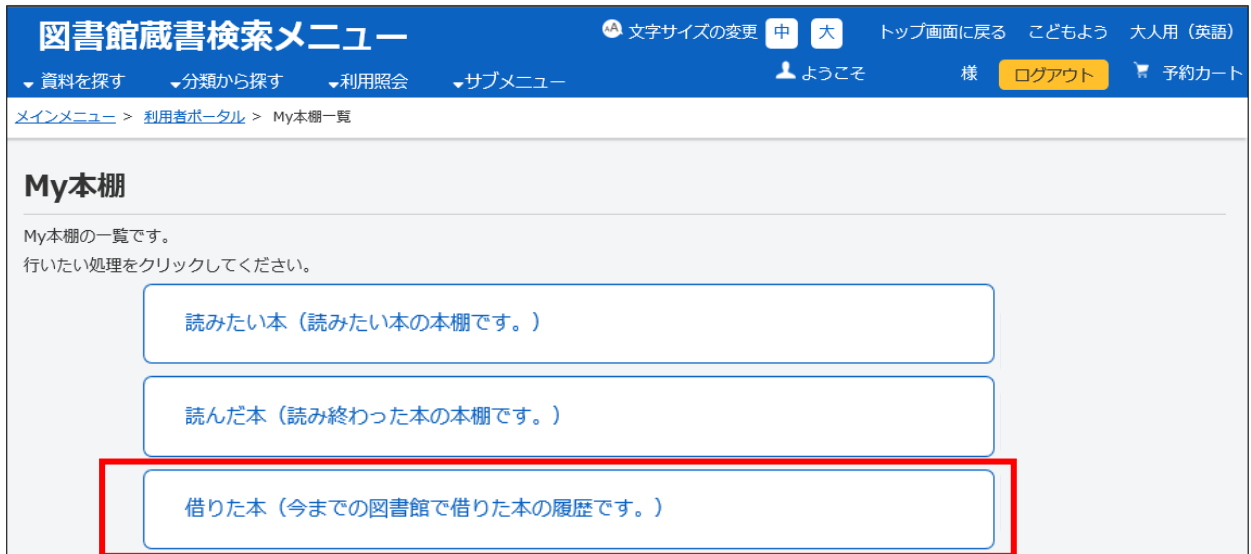 図書館蔵書検索メニュー
AA 文字サイズの変更 中 大 トップ画面に戻る こどもよう 大人用（英語）
資料を探す 分類から探す 利用照会 サブメニュー ようこそ 様 ログアウト 予約カート
メインメニュー > 利用者ポータル > My本棚一覧
My本棚
My本棚の一覧です。
行いたい処理をクリックしてください。
読みたい本（読みたい本の本棚です。）
読んだ本（読み終わった本の本棚です。）
借りた本（今までの図書館で借りた本の履歴です。）